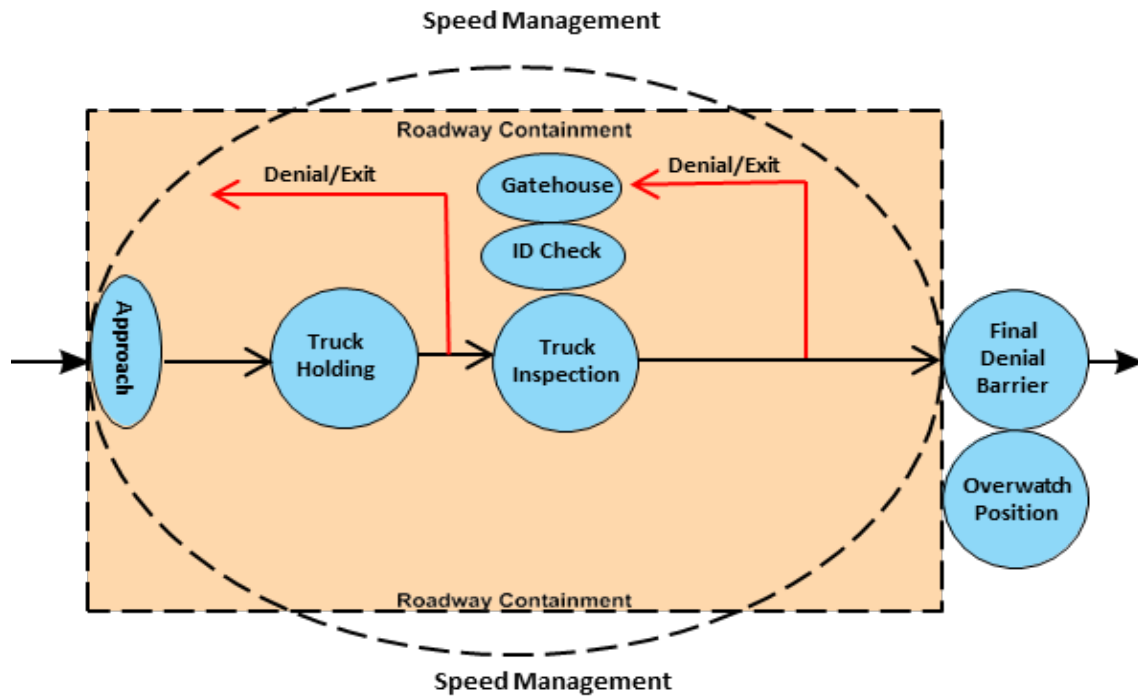 Speed Management
Roadway Containment
Denial/Exit
Denial/Exit
Gatehouse
ID Check
Approach
Truck
Holding
Truck
Inspection
Final
Denial
Barrier
Overwatch
Position
Roadway Containment
Speed Management